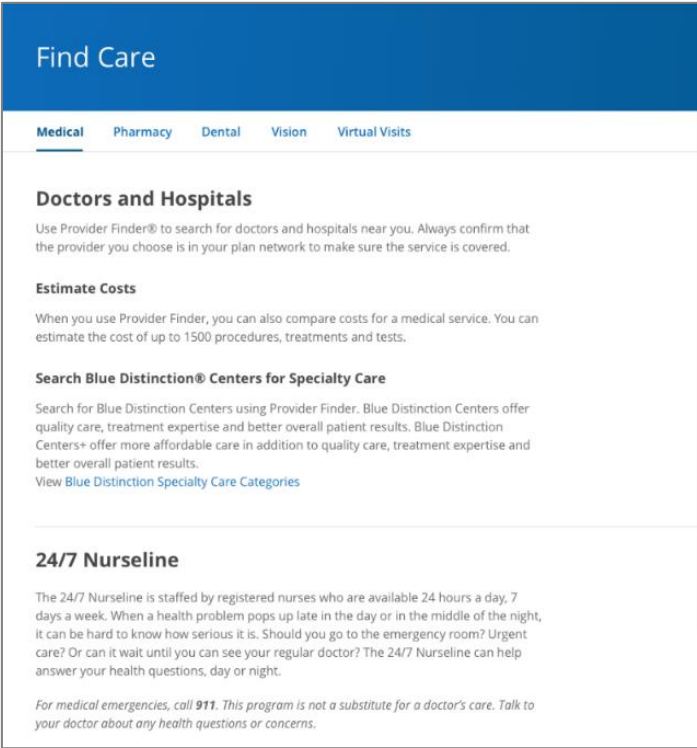 Find Care
Medical Pharmacy Dental Vision Virtual Visits
Doctors and Hospitals
Use Provider Finder® to search for doctors and hospitals near you. Always confirm that
the provider you choose is in your plan network to make sure the service is covered.
Estimate Costs
When you use Provider Finder, you can also compare costs for a medical service. You can
estimate the cost of up to 1500 procedures, treatments and tests.
Search Blue Distinction® Centers for Specialty Care
Search for Blue Distinction Centers using Provider Finder. Blue Distinction Centers offer
quality care, treatment expertise and better overall patient results. Blue Distinction
Centers+ offer more affordable care in addition to quality care, treatment expertise and
better overall patient results.
View Blue Distinction Specialty Care Categories
24/7 Nurseline
The 24/7 Nurseline is staffed by registered nurses who are available 24 hours a day, 7
days a week. When a health problem pops up late in the day or in the middle of the night,
it can be hard to know how serious it is. Should you go to the emergency room? Urgent
care? Or can it wait until you can see your regular doctor? The 24/7 Nurseline can help
answer your health questions, day or night.
For medical emergencies, call 911. This program is not a substitute for a doctor's care. Talk to
your doctor about any health questions or concerns.